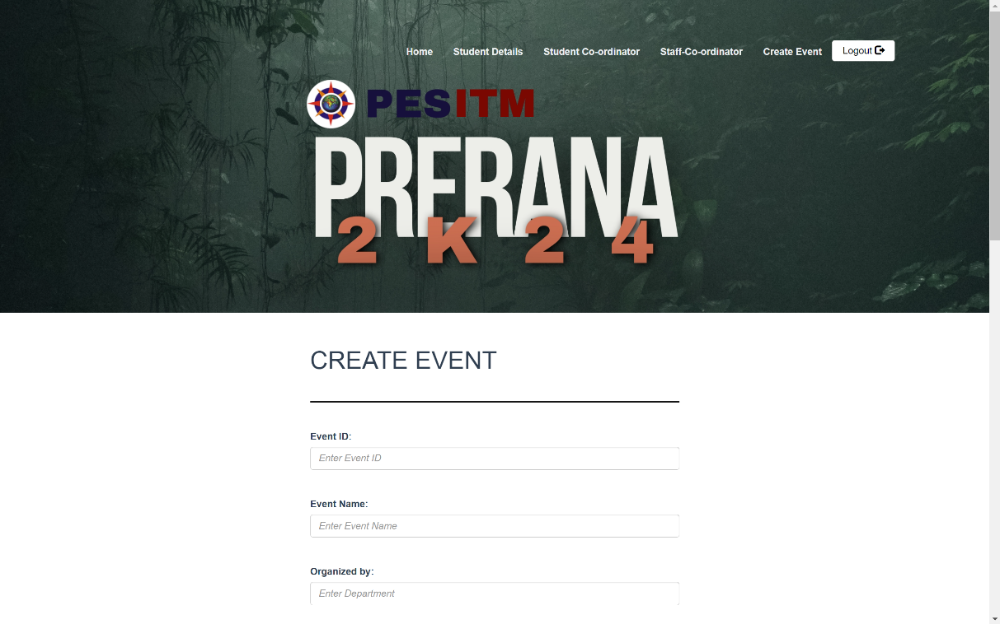 Home Student Details Student Co-ordinator Staff-Co-ordinator Create Event Logout
PESITM
PRERANA
2K24
CREATE EVENT
Event ID:
Enter Event ID
Event Name:
Enter Event Name
Organized by:
Enter Department